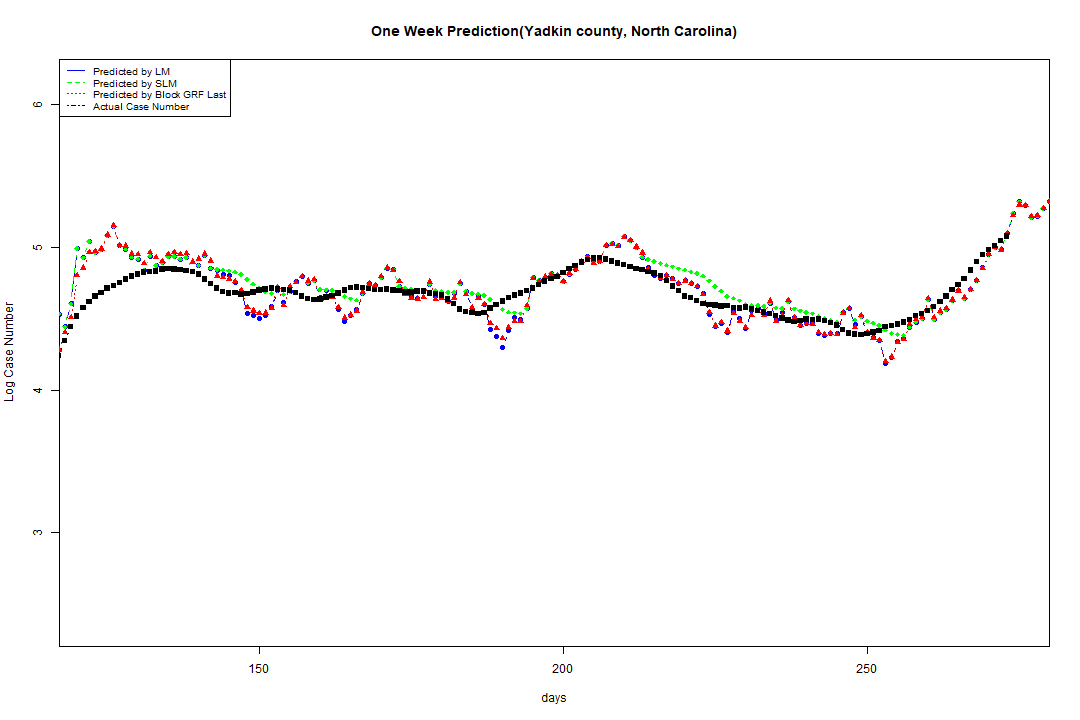 One Week Prediction(Yadkin county, North Carolina)
Predicted by LM
Predicted by SLM
Predicted by Block GRF Last
Actual Case Number
6
5
4
3
Log Case Number
150
200
250
days